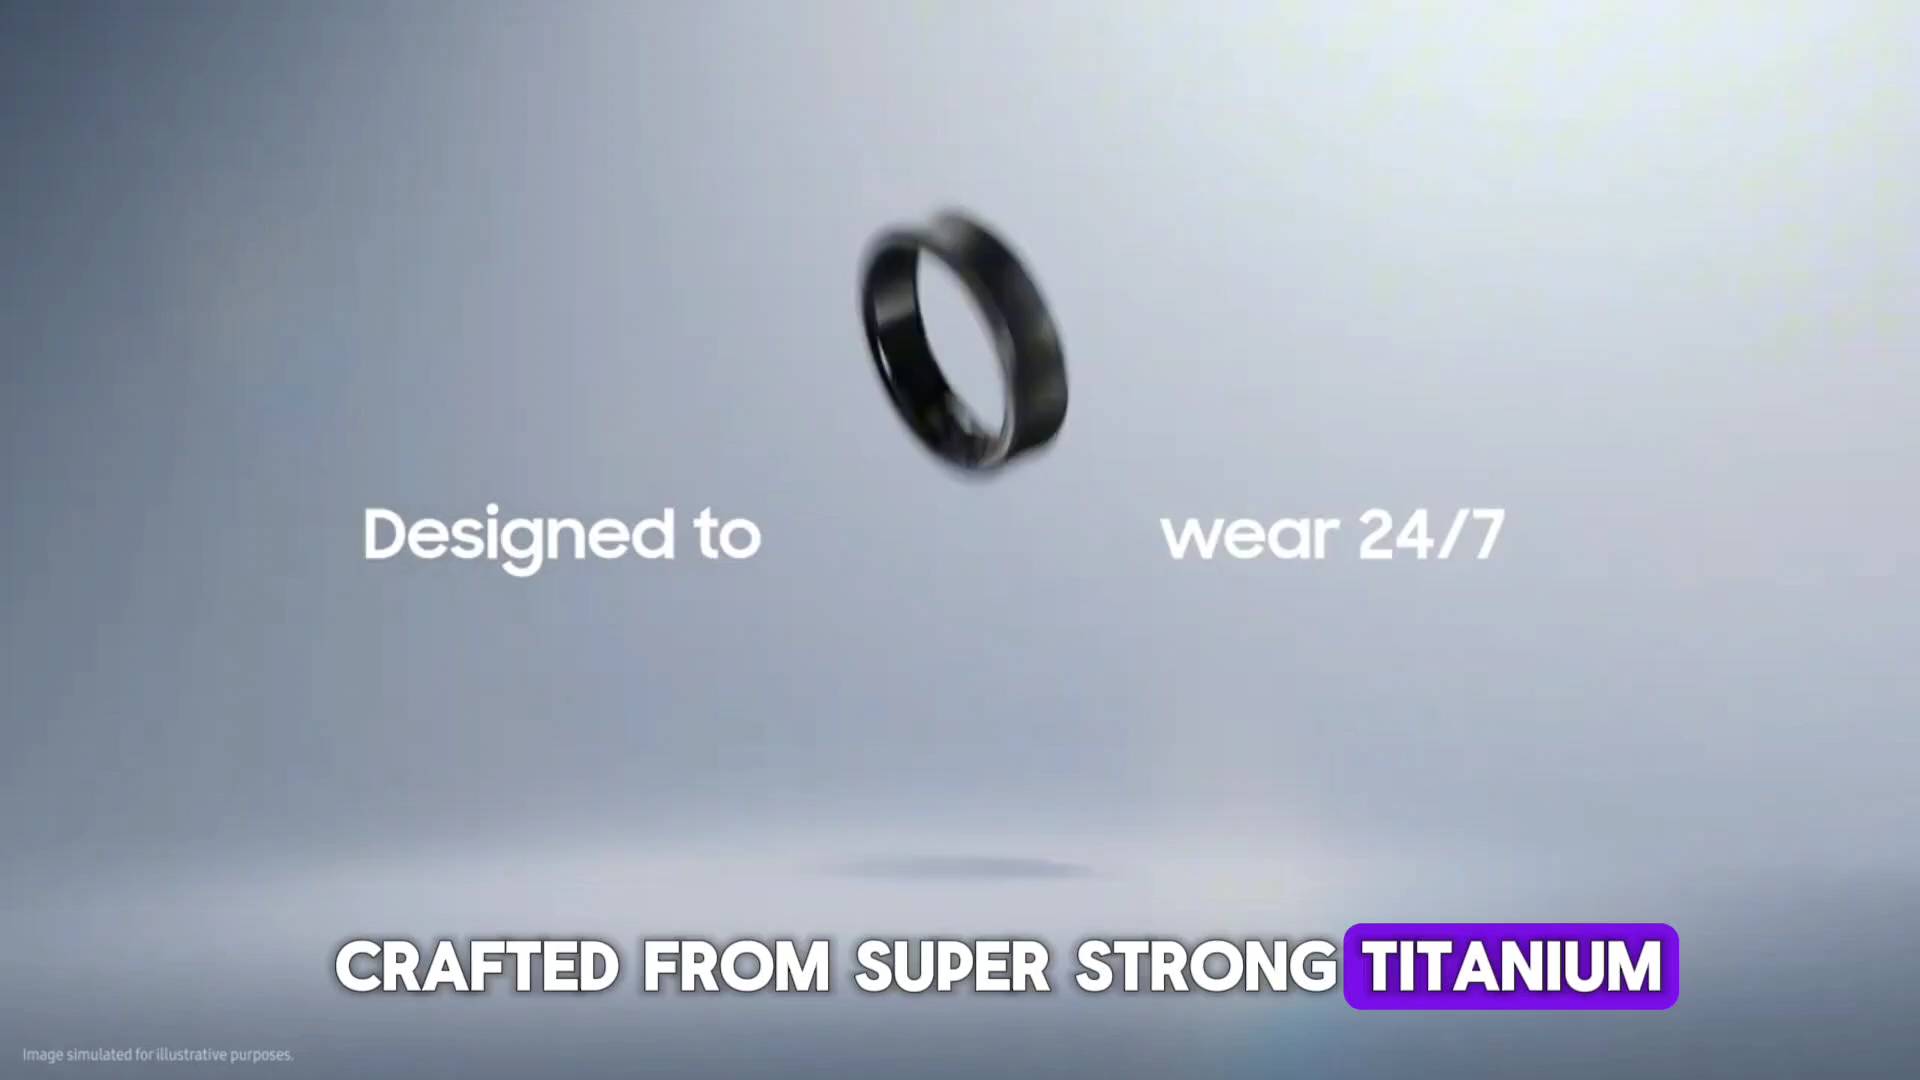 Designed to wear 24/7
CRAFTED FROM SUPER STRONG TITANIUM
Image simulated for illustrative purposes.